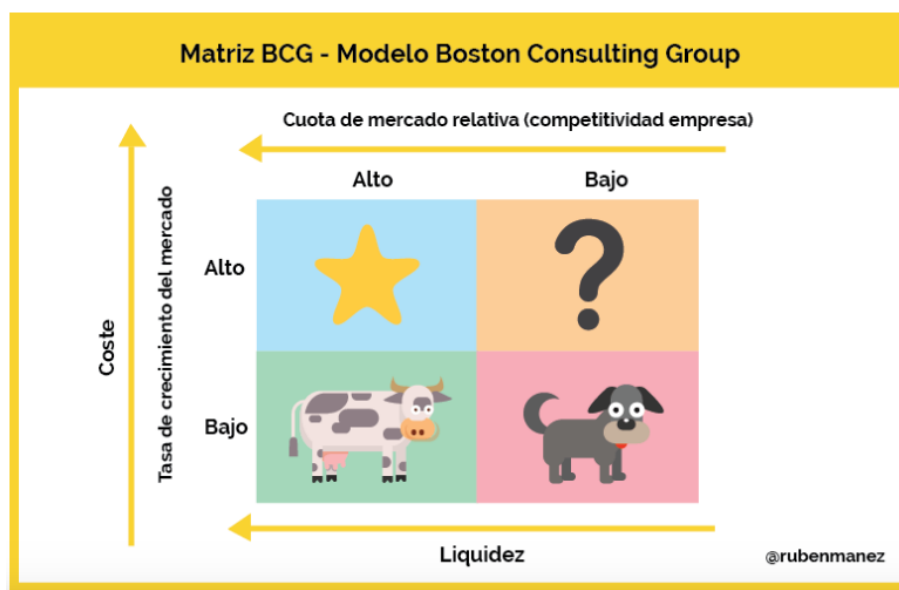 Matriz BCG - Modelo Boston Consulting Group
Cuota de mercado relativa (competitividad empresa)
Alto
Bajo
Coste
Tasa de crecimiento del mercado
Alto
?
Bajo
Liquidez
@rubenmanez